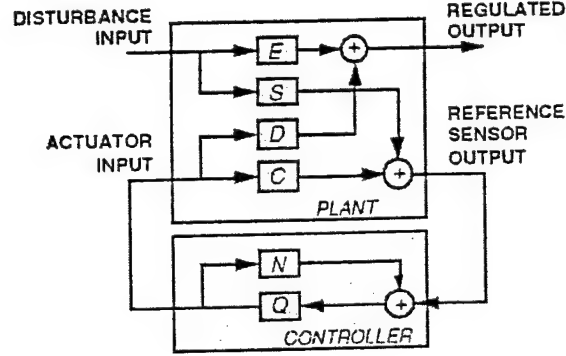 DISTURBANCE
INPUT
REGULATED
OUTPUT
E
+
S
D
ACTUATOR
INPUT
REFERENCE
SENSOR
OUTPUT
C
+
PLANT
N
Q
+
CONTROLLER